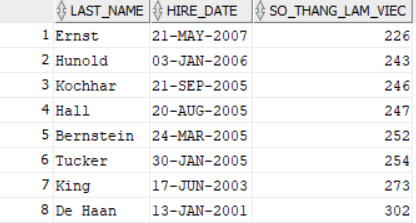 LAST_NAME HIRE_DATE SO_THANG_LAM_VIEC
1 Ernst 21-MAY-2007 226
2 Hunold 03-JAN-2006 243
3 Kochhar 21-SEP-2005 246
4 Hall 20-AUG-2005 247
5 Bernstein 24-MAR-2005 252
6 Tucker 30-JAN-2005 254
7 King 17-JUN-2003 273
8 De Haan 13-JAN-2001 302